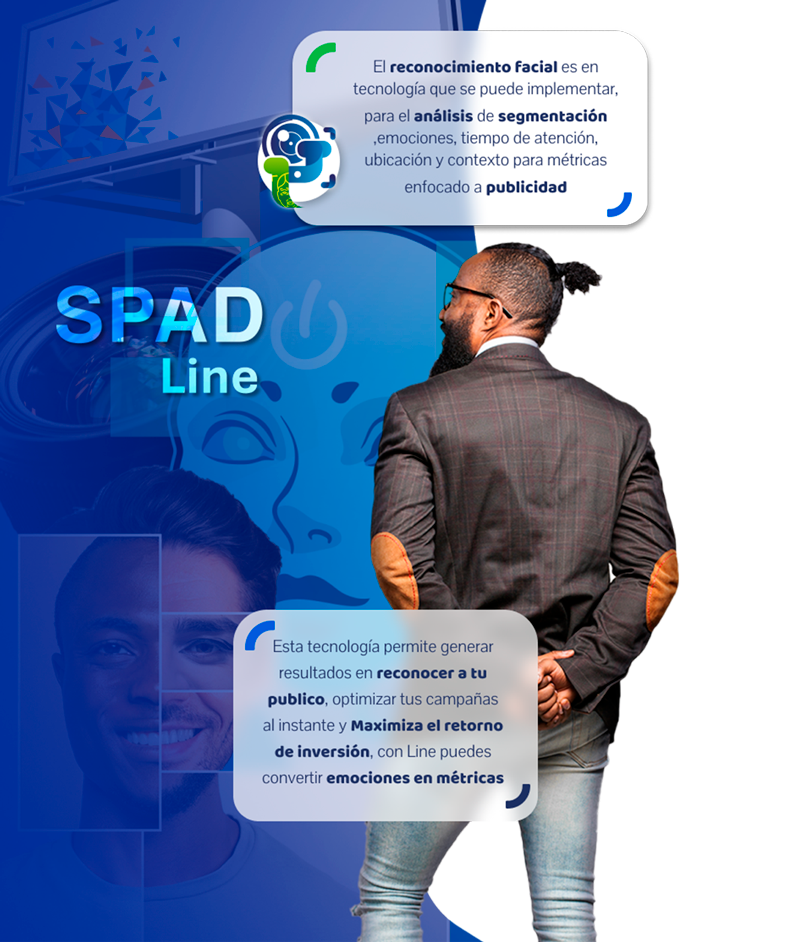 El reconocimiento facial es en
tecnología que se puede implementar,
para el análisis de segmentación
,emociones, tiempo de atención,
ubicación y contexto para métricas
enfocado a publicidad
SPAD
Line
Esta tecnología permite generar
resultados en reconocer a tu
publico, optimizar tus campañas
al instante y Maximiza el retorno
de inversión, con Line puedes
convertir emociones en métricas